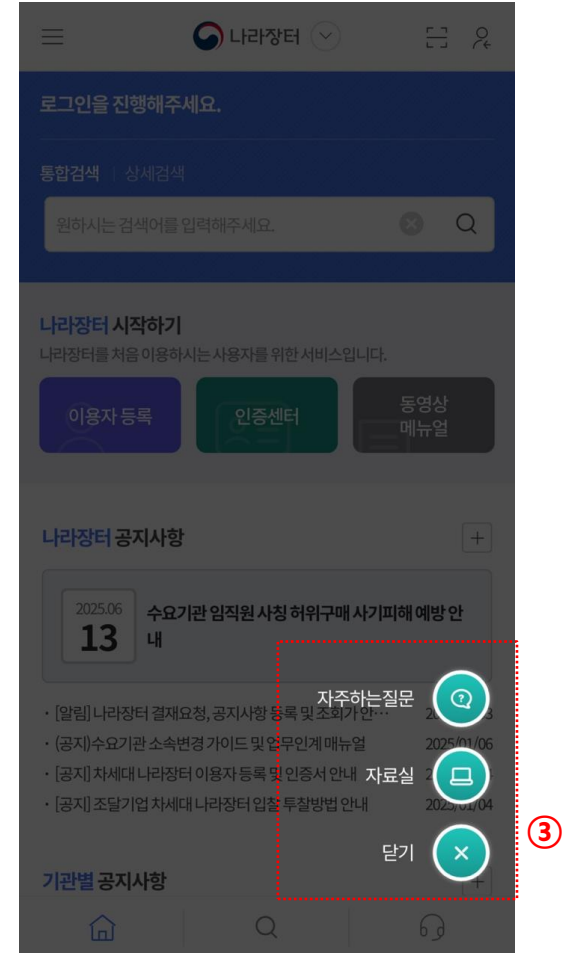 나라장터
로그인을 진행해주세요.
통합검색 | 상세검색
원하시는 검색어를 입력해주세요.
나라장터 시작하기
나라장터를 처음 이용하시는 사용자를 위한 서비스입니다.
이용자 등록
인증센터
동영상
메뉴얼
나라장터 공지사항
2025.06
13
수요기관 임직원 사칭 허위구매 사기피해 예방 안
내
자주하는질문
· [알림] 나라장터 결재요청, 공지사항 등록 및 조회가 안…
· (공지)수요기관 소속변경 가이드 및 업무인계 매뉴얼 2025/01/06
· [공지] 차세대 나라장터 이용자 등록 및 인증서 안내
자료실
· [공지] 조달기업 차세대 나라장터 입찰 투찰방법 안내 2025/01/04
닫기
③
기관별 공지사항